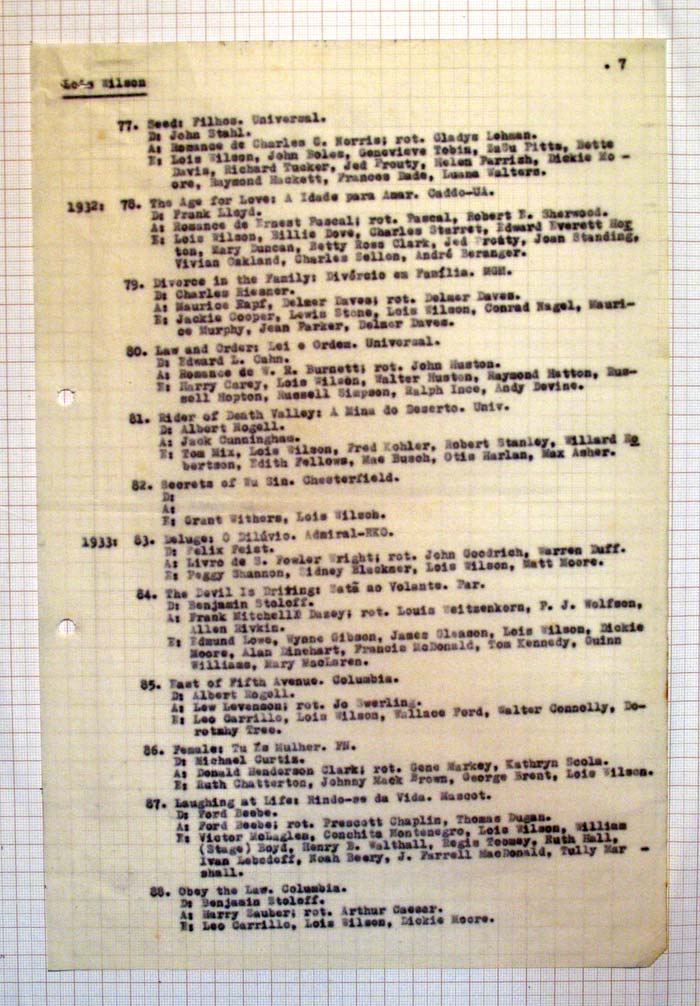 . 7
Lois Wilson
77. Seed: Filhos. Universal.
D: John Stahl.
A: Romance de Charles G. Norris; rot. Gladys Lehman.
E: Lois Wilson, John Boles, Genevieve Tobin, ZaSu Pitts, Bette
Davis, Richard Tucker, Jed Prouty, Helen Parrish, Dickie Mo -
ore, Raymond Hackett, Frances Dade, Luana Walters.
1932: 78. The Age for Love: A Idade para Amar. Caddo-UA.
D: Frank Lloyd.
A: Romance de Ernest Pascal; rot. Pascal, Robert E. Sherwood.
E: Lois Wilson, Billie Dove, Charles Starret, Edward Everett Hor
ton, Mary Duncan, Betty Ross Clark, Jed Prouty, Joan Standing,
Vivian Oakland, Charles Sellon, André Beranger.
79. Divorce in the Family: Divórcio em Família. MGM.
D: Charles Riesner.
A: Maurice Rapf, Delmer Daves; rot. Delmer Daves.
E: Jackie Cooper, Lewis Stone, Lois Wilson, Conrad Nagel, Mauri-
ce Murphy, Jean Parker, Delmer Daves.
80. Law and Order: Lei e Ordem. Universal.
D: Edward L. Cahn.
A: Romance de W. R. Burnett; rot. John Huston.
E: Harry Carey, Lois Wilson, Walter Huston, Raymond Hatton, Rus-
sell Hopton, Russell Simpson, Ralph Ince, Andy Devine.
81. Rider of Death Valley: A Mina do Deserto. Univ.
D: Albert Rogell.
A: Jack Cunningham.
E: Tom Mix, Lois Wilson, Fred Kohler, Robert Stanley, Willard Ro
bertson, Edith Fellows, Mae Busch, Otis Harlan, Max Asher.
82. Secrets of Wu Sin. Chesterfield.
D:
A:
E: Grant Withers, Lois Wilson.
1933: 83. Deluge: O Dilúvio. Admiral-RKO.
D: Felix Feist.
A: Livro de S. Fowler Wright; rot. John Goodrich, Warren Duff.
E: Peggy Shannon, Sidney Blackmer, Lois Wilson, Matt Moore.
84. The Devil Is Driving: Satã ao Volante. Par.
D: Benjamin Stoloff.
A: Frank Mitchell Dazey; rot. Louis Weitzenkorn, P. J. Wolfson,
Allen Rivkin.
E: Edmund Lowe, Wynne Gibson, James Gleason, Lois Wilson, Dickie
Moore, Alan Dinehart, Francis McDonald, Tom Kennedy, Guinn
Williams, Mary MacLaren.
85. East of Fifth Avenue. Columbia.
D: Albert Rogell.
A: Lew Levenson; rot. Jo Swerling.
E: Leo Carrillo, Lois Wilson, Wallace Ford, Walter Connolly, Do-
rotmhy Tree.
86. Female: Tu És Mulher. FN.
D: Michael Curtiz.
A: Donald Henderson Clark; rot. Gene Markey, Kathryn Scola.
E: Ruth Chatterton, Johnny Mack Brown, George Brent, Lois Wilson.
87. Laughing at Life: Rindo-se da Vida. Mascot.
D: Ford Beebe.
A: Ford Beebe; rot. Prescott Chaplin, Thomas Dugan.
E: Victor McLaglen, Conchita Montenegro, Lois Wilson, William
(Stage) Boyd, Henry B. Walthall, Regis Toomey, Ruth Hall,
Ivan Lebedeff, Noah Beery, J. Farrell MacDonald, Tully Mar -
shall.
88. Obey the Law. Columbia.
D: Benjamin Stoloff.
A: Harry Sauber; rot. Arthur Caesar.
E: Leo Carrillo, Lois Wilson, Dickie Moore.